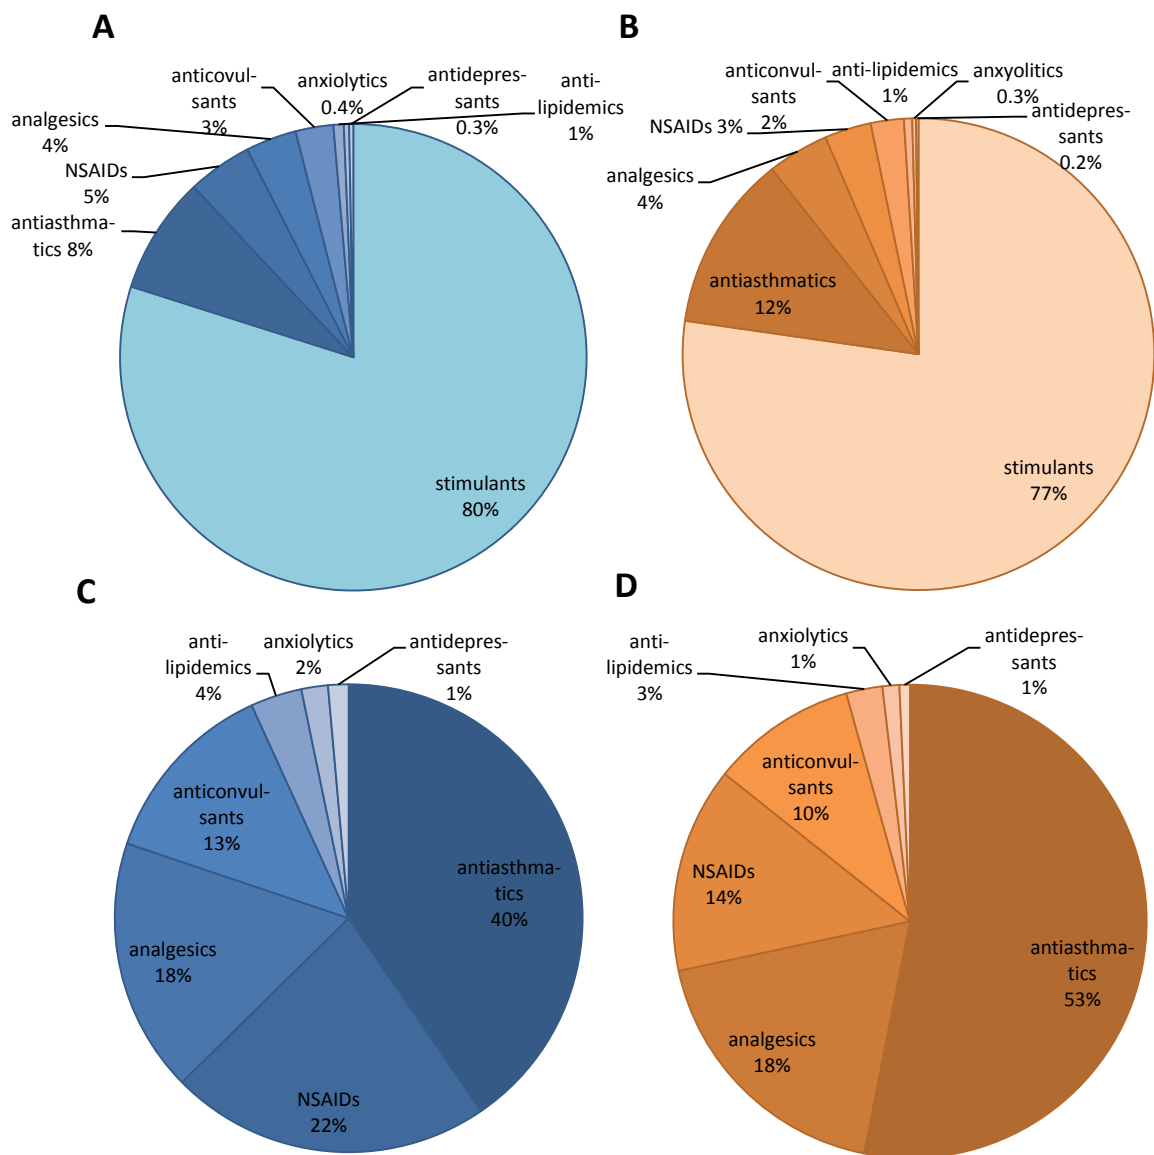 A
anticovul-
sants
3%
anxiolytics
0.4%
antidepres-
sants
0.3%
anti-
lipidemics
1%
analgesics
4%
NSAIDs
5%
antiasthma-
tics 8%
stimulants
80%
B
anticonvul-
sants
2%
anti-lipidemics
1%
anxyolitics
0.3%
antidepres-
sants
0.2%
NSAIDs 3%
analgesics
4%
antiasthmatics
12%
stimulants
77%
C
anti-
lipidemics
4%
anxiolytics
2%
antidepres-
sants
1%
anticonvul-
sants
13%
antiasthma-
tics
40%
analgesics
18%
NSAIDs
22%
D
anti-
lipidemics
3%
anxiolytics
1%
antidepres-
sants
1%
anticonvul-
sants
10%
NSAIDs
14%
antiasthma-
tics
53%
analgesics
18%